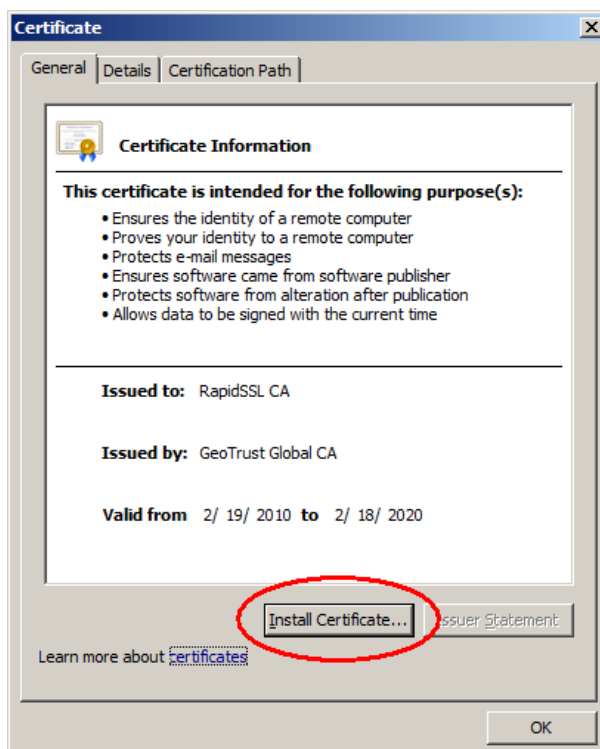 Certificate
General Details Certification Path
Certificate Information
This certificate is intended for the following purpose(s):
• Ensures the identity of a remote computer
• Proves your identity to a remote computer
• Protects e-mail messages
• Ensures software came from software publisher
• Protects software from alteration after publication
• Allows data to be signed with the current time
Issued to: RapidSSL CA
Issued by: GeoTrust Global CA
Valid from 2/ 19/ 2010 to 2/ 18/ 2020
Install Certificate... Issuer Statement
Learn more about certificates
OK